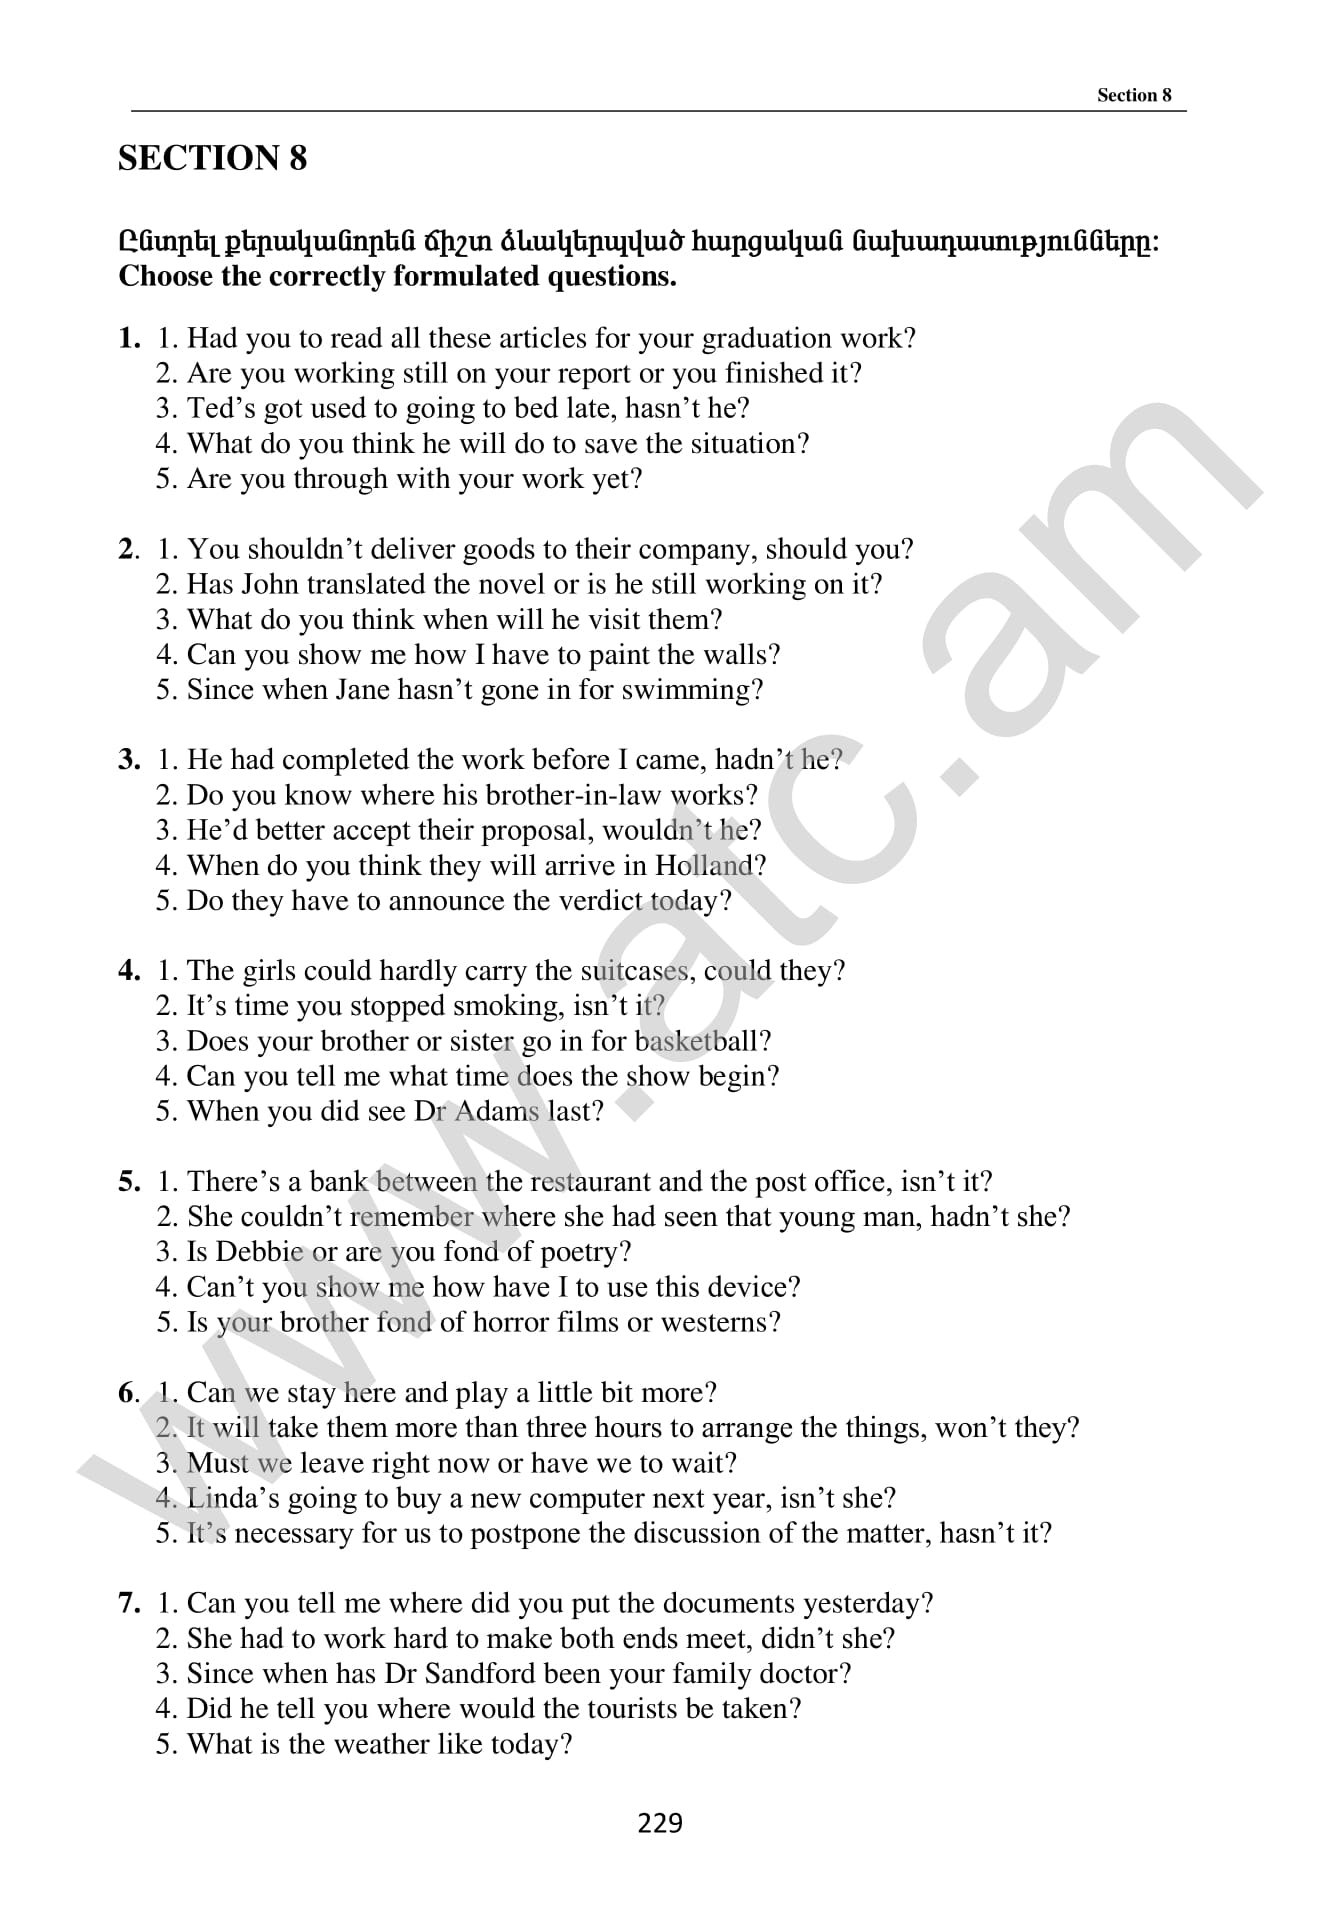 Section 8
SECTION 8
Ընտրել քերականորեն ճիշտ ձևակերպված հարցական նախադասությունները:
Choose the correctly formulated questions.
1. 1. Had you to read all these articles for your graduation work?
2. Are you working still on your report or you finished it?
3. Ted’s got used to going to bed late, hasn’t he?
4. What do you think he will do to save the situation?
5. Are you through with your work yet?
2. 1. You shouldn’t deliver goods to their company, should you?
2. Has John translated the novel or is he still working on it?
3. What do you think when will he visit them?
4. Can you show me how I have to paint the walls?
5. Since when Jane hasn’t gone in for swimming?
3. 1. He had completed the work before I came, hadn’t he?
2. Do you know where his brother-in-law works?
3. He’d better accept their proposal, wouldn’t he?
4. When do you think they will arrive in Holland?
5. Do they have to announce the verdict today?
4. 1. The girls could hardly carry the suitcases, could they?
2. It’s time you stopped smoking, isn’t it?
3. Does your brother or sister go in for basketball?
4. Can you tell me what time does the show begin?
5. When you did see Dr Adams last?
5. 1. There’s a bank between the restaurant and the post office, isn’t it?
2. She couldn’t remember where she had seen that young man, hadn’t she?
3. Is Debbie or are you fond of poetry?
4. Can’t you show me how have I to use this device?
5. Is your brother fond of horror films or westerns?
6. 1. Can we stay here and play a little bit more?
2. It will take them more than three hours to arrange the things, won’t they?
3. Must we leave right now or have we to wait?
4. Linda’s going to buy a new computer next year, isn’t she?
5. It’s necessary for us to postpone the discussion of the matter, hasn’t it?
7. 1. Can you tell me where did you put the documents yesterday?
2. She had to work hard to make both ends meet, didn’t she?
3. Since when has Dr Sandford been your family doctor?
4. Did he tell you where would the tourists be taken?
5. What is the weather like today?
229
www.atc.am